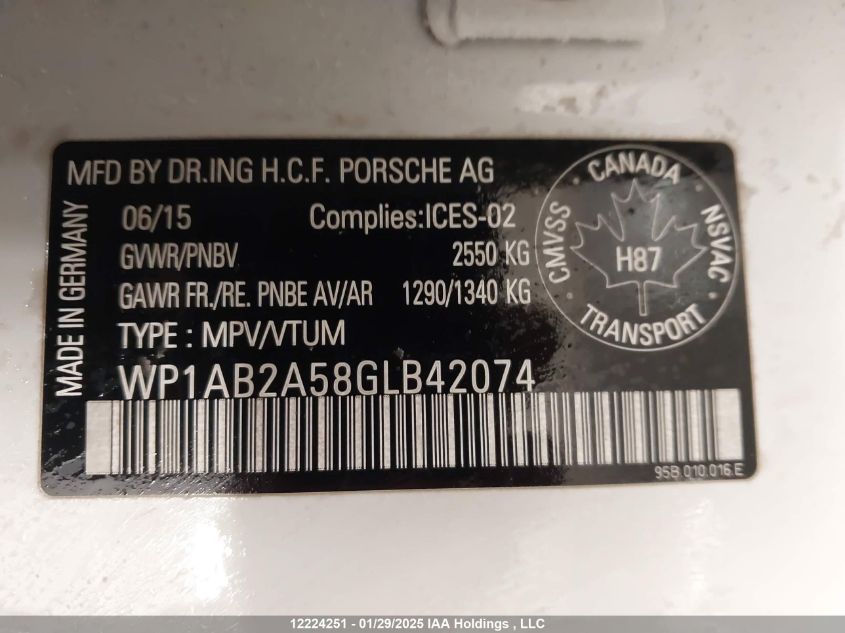 MFD BY DR.ING H.C.F. PORSCHE AG
MADE IN GERMANY
06/15 Complies:ICES-02
GVWR/PNBV 2550 KG
GAWR FR./RE. PNBE AV/AR 1290/1340 KG
TYPE : MPV/VTUM
WP1AB2A58GLB42074
CANADA
CMVSS
NSVAC
H87
TRANSPORT
95B.010.016.E
12224251 - 01/29/2025 IAA Holdings , LLC